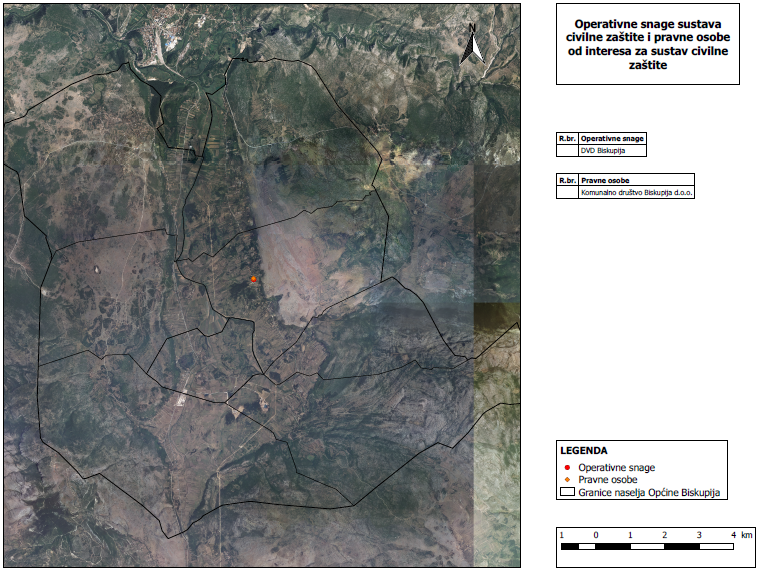 N
Operativne snage sustava
civilne zaštite i pravne osobe
od interesa za sustav civilne
zaštite
R.br. Operativne snage
DVD Biskupija
R.br. Pravne osobe
Komunalno društvo Biskupija d.o.o.
LEGENDA
Operativne snage
Pravne osobe
Granice naselja Općine Biskupija
1 0 1 2 3 4 km